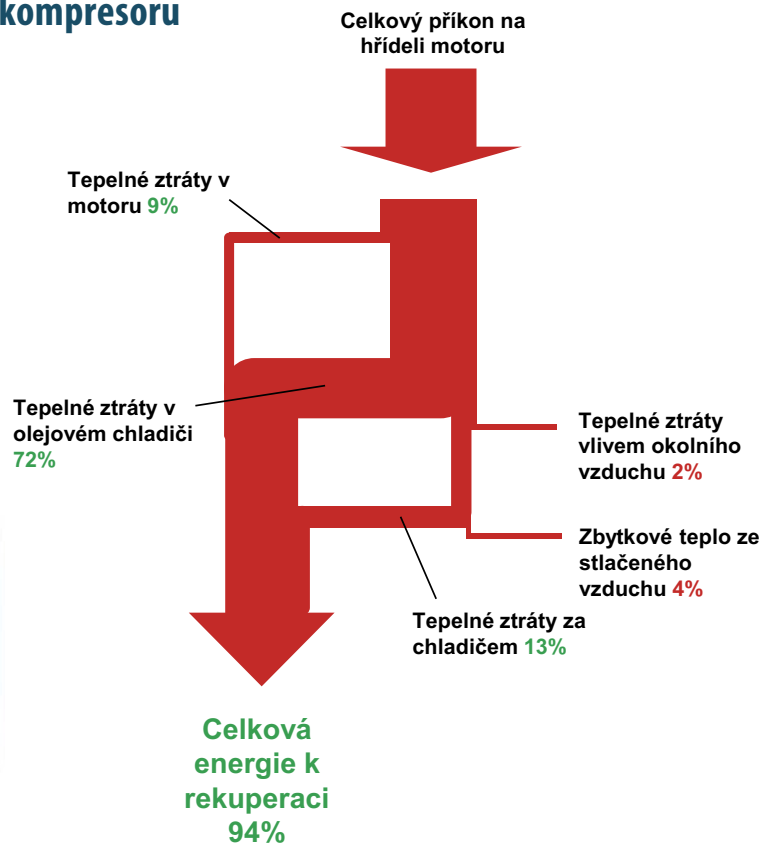 kompresoru
Celkový příkon na
hřídeli motoru
Tepelné ztráty v
motoru 9%
Tepelné ztráty v
olejovém chladiči
72%
Tepelné ztráty
vlivem okolního
vzduchu 2%
Zbytkové teplo ze
stlačeného
vzduchu 4%
Tepelné ztráty za
chladičem 13%
Celková
energie k
rekuperaci
94%